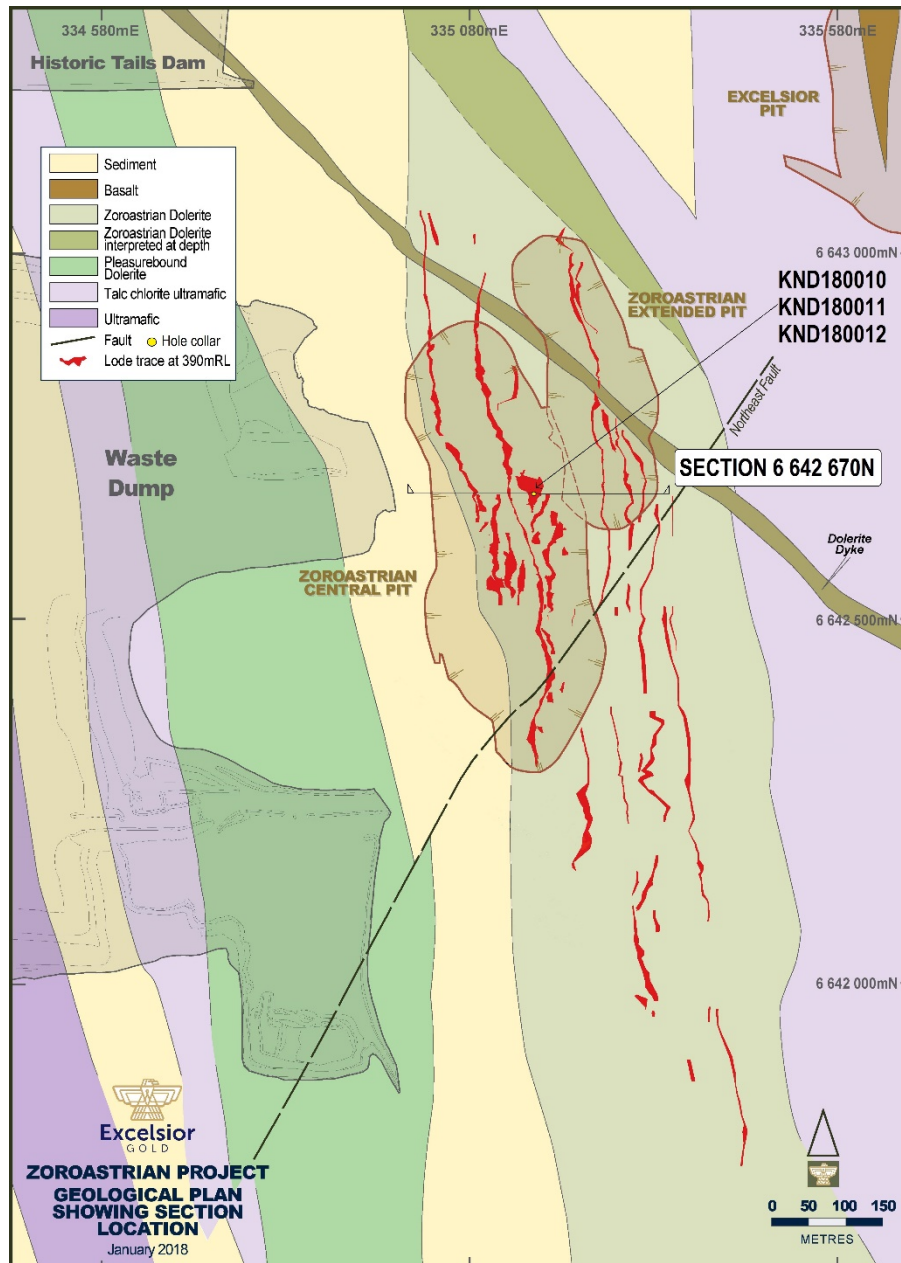 334 580mE
335 080mE
335 580mE
Historic Tails Dam
EXCELSIOR
PIT
Sediment
Basalt
Zoroastrian Dolerite
Zoroastrian Dolerite
interpreted at depth
Pleasurebound
Dolerite
Talc chlorite ultramafic
Ultramafic
Fault
Hole collar
Lode trace at 390mRL
6 643 000mN
KND180010
KND180011
KND180012
ZOROASTRIAN
EXTENDED PIT
Northeast Fault
Waste
Dump
SECTION 6 642 670N
Dolerite
Dyke
ZOROASTRIAN
CENTRAL PIT
6 642 500mN
6 642 000mN
Excelsior
GOLD
ZOROASTRIAN PROJECT
GEOLOGICAL PLAN
SHOWING SECTION
LOCATION
January 2018
0 50 100 150
METRES